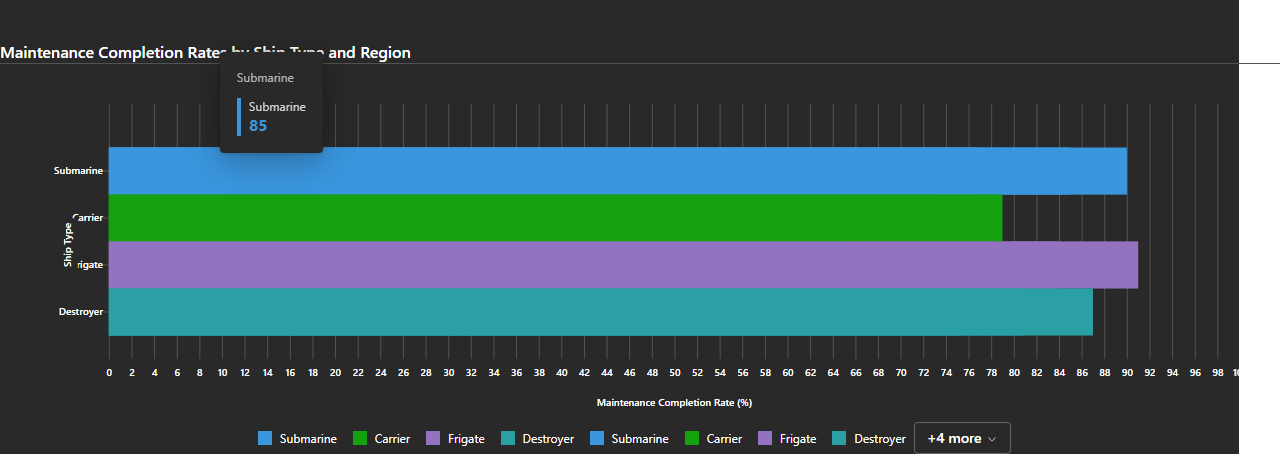 Maintenance Completion Rates by Ship Type and Region
Submarine
Submarine
85
Submarine
Carrier
rigate
Destroyer
Ship Type
0 2 4 6 8 10 12 14 16 18 20 22 24 26 28 30 32 34 36 38 40 42 44 46 48 50 52 54 56 58 60 62 64 66 68 70 72 74 76 78 80 82 84 86 88 90 92 94 96 98
Maintenance Completion Rate (%)
Submarine Carrier Frigate Destroyer Submarine Carrier Frigate Destroyer +4 more